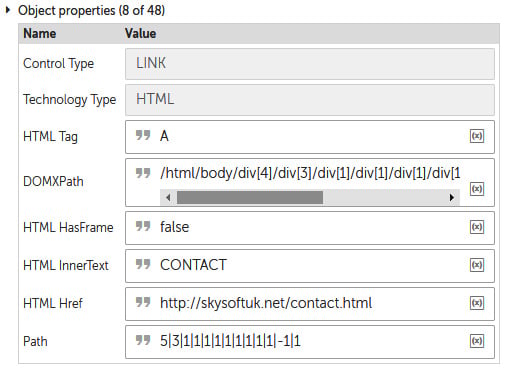 Object properties (8 of 48)
Name Value
Control Type LINK
Technology Type HTML
HTML Tag A (x)
DOMXPath /html/body/div[4]/div[3]/div[1]/div[1]/div[1]/div[1 (x)
HTML HasFrame false (x)
HTML InnerText CONTACT (x)
HTML Href http://skysoftuk.net/contact.html (x)
Path 5|3|1|1|1|1|1|1|1|1|1|-1|1 (x)